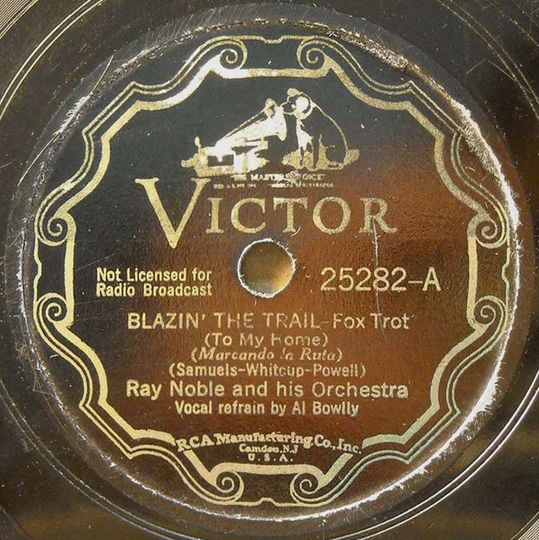 "HIS MASTER'S VOICE"
VICTOR
Not Licensed for
Radio Broadcast
25282-A
BLAZIN' THE TRAIL-Fox Trot
(To My Home)
(Marcando la Ruta)
(Samuels-Whitcup-Powell)
Ray Noble and his Orchestra
Vocal refrain by Al Bowlly
RCA Manufacturing Co., Inc.
Camden, N.J
U.S.A.